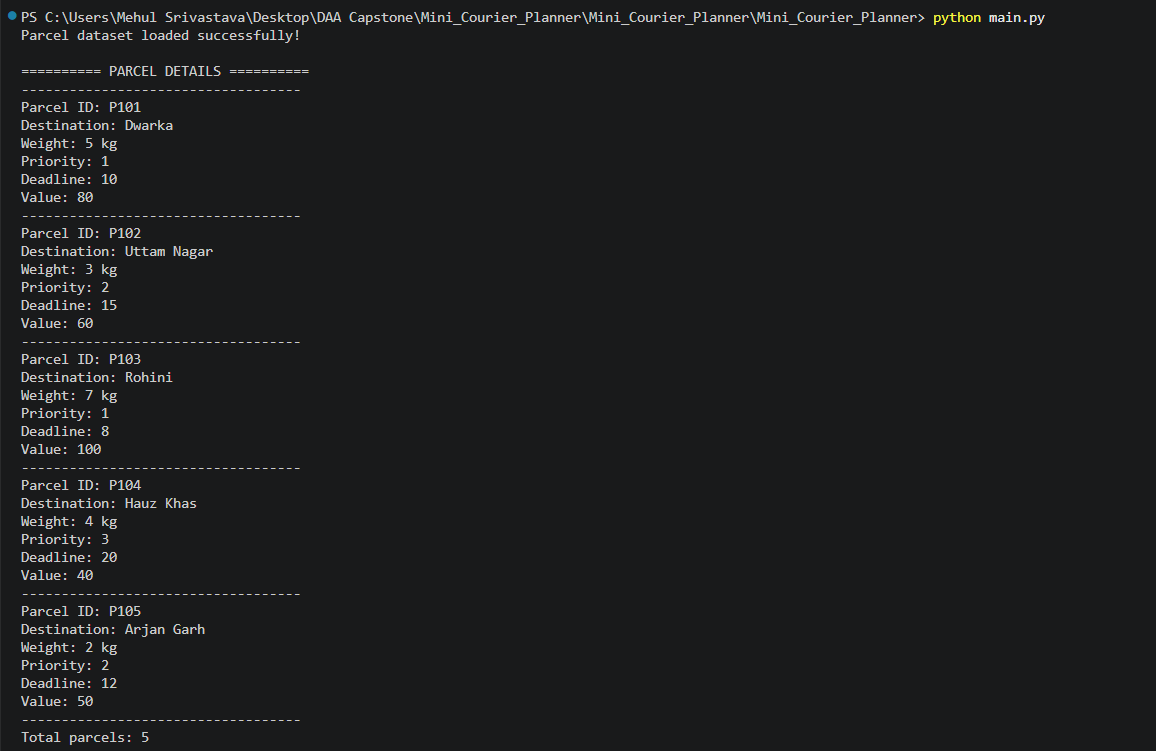 PS C:\Users\Mehul Srivastava\Desktop\DAA Capstone\Mini_Courier_Planner\Mini_Courier_Planner\Mini_Courier_Planner> python main.py
Parcel dataset loaded successfully!

========== PARCEL DETAILS ==========
-----------------------------------
Parcel ID: P101
Destination: Dwarka
Weight: 5 kg
Priority: 1
Deadline: 10
Value: 80
-----------------------------------
Parcel ID: P102
Destination: Uttam Nagar
Weight: 3 kg
Priority: 2
Deadline: 15
Value: 60
-----------------------------------
Parcel ID: P103
Destination: Rohini
Weight: 7 kg
Priority: 1
Deadline: 8
Value: 100
-----------------------------------
Parcel ID: P104
Destination: Hauz Khas
Weight: 4 kg
Priority: 3
Deadline: 20
Value: 40
-----------------------------------
Parcel ID: P105
Destination: Arjan Garh
Weight: 2 kg
Priority: 2
Deadline: 12
Value: 50
-----------------------------------
Total parcels: 5